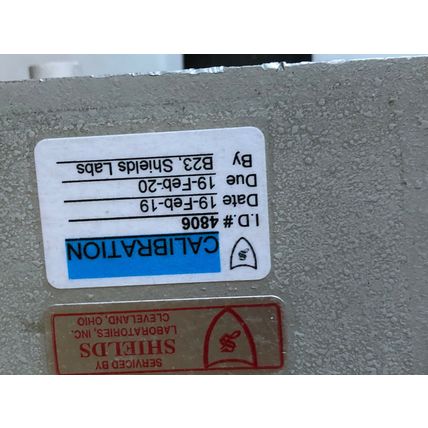 CALIBRATION
I.D.# 4806
Date 19-Feb-19
Due 19-Feb-20
By B23, Shields Labs
SERVICED BY
SHIELDS
LABORATORIES, INC.
CLEVELAND, OHIO